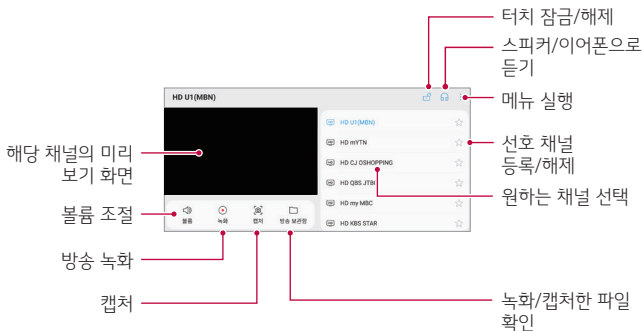 터치 잠금/해제
스피커/이어폰으로
듣기
메뉴 실행
HD U1(MBN)
HD U1(MBN)
HD mYTN
HD CJ OSHOPPING
HD QBS JTBC
HD my MBC
HD KBS STAR
해당 채널의 미리
보기 화면
선호 채널
등록/해제
원하는 채널 선택
볼륨 조절
볼륨
녹화
캡처
방송 보관함
방송 녹화
캡처
녹화/캡처한 파일
확인